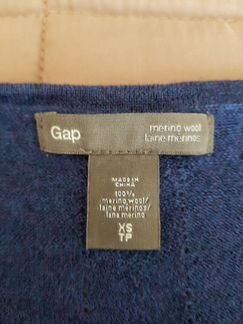 Gap
merino wool
laine mérinos
MADE IN
CHINA
100%
merino wool/
laine mérinos/
lana merino
XS
TP